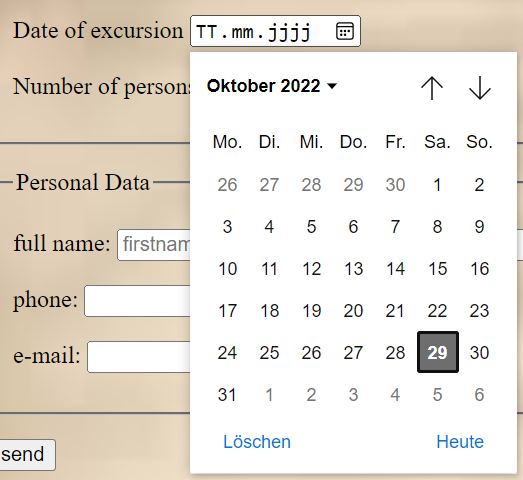 Date of excursion TT.mm.jjjj
Number of persons
Oktober 2022
Mo. Di. Mi. Do. Fr. Sa. So.
26 27 28 29 30 1 2
3 4 5 6 7 8 9
10 11 12 13 14 15 16
17 18 19 20 21 22 23
24 25 26 27 28 29 30
31 1 2 3 4 5 6
Löschen Heute
Personal Data
full name: firstnam
phone:
e-mail:
send